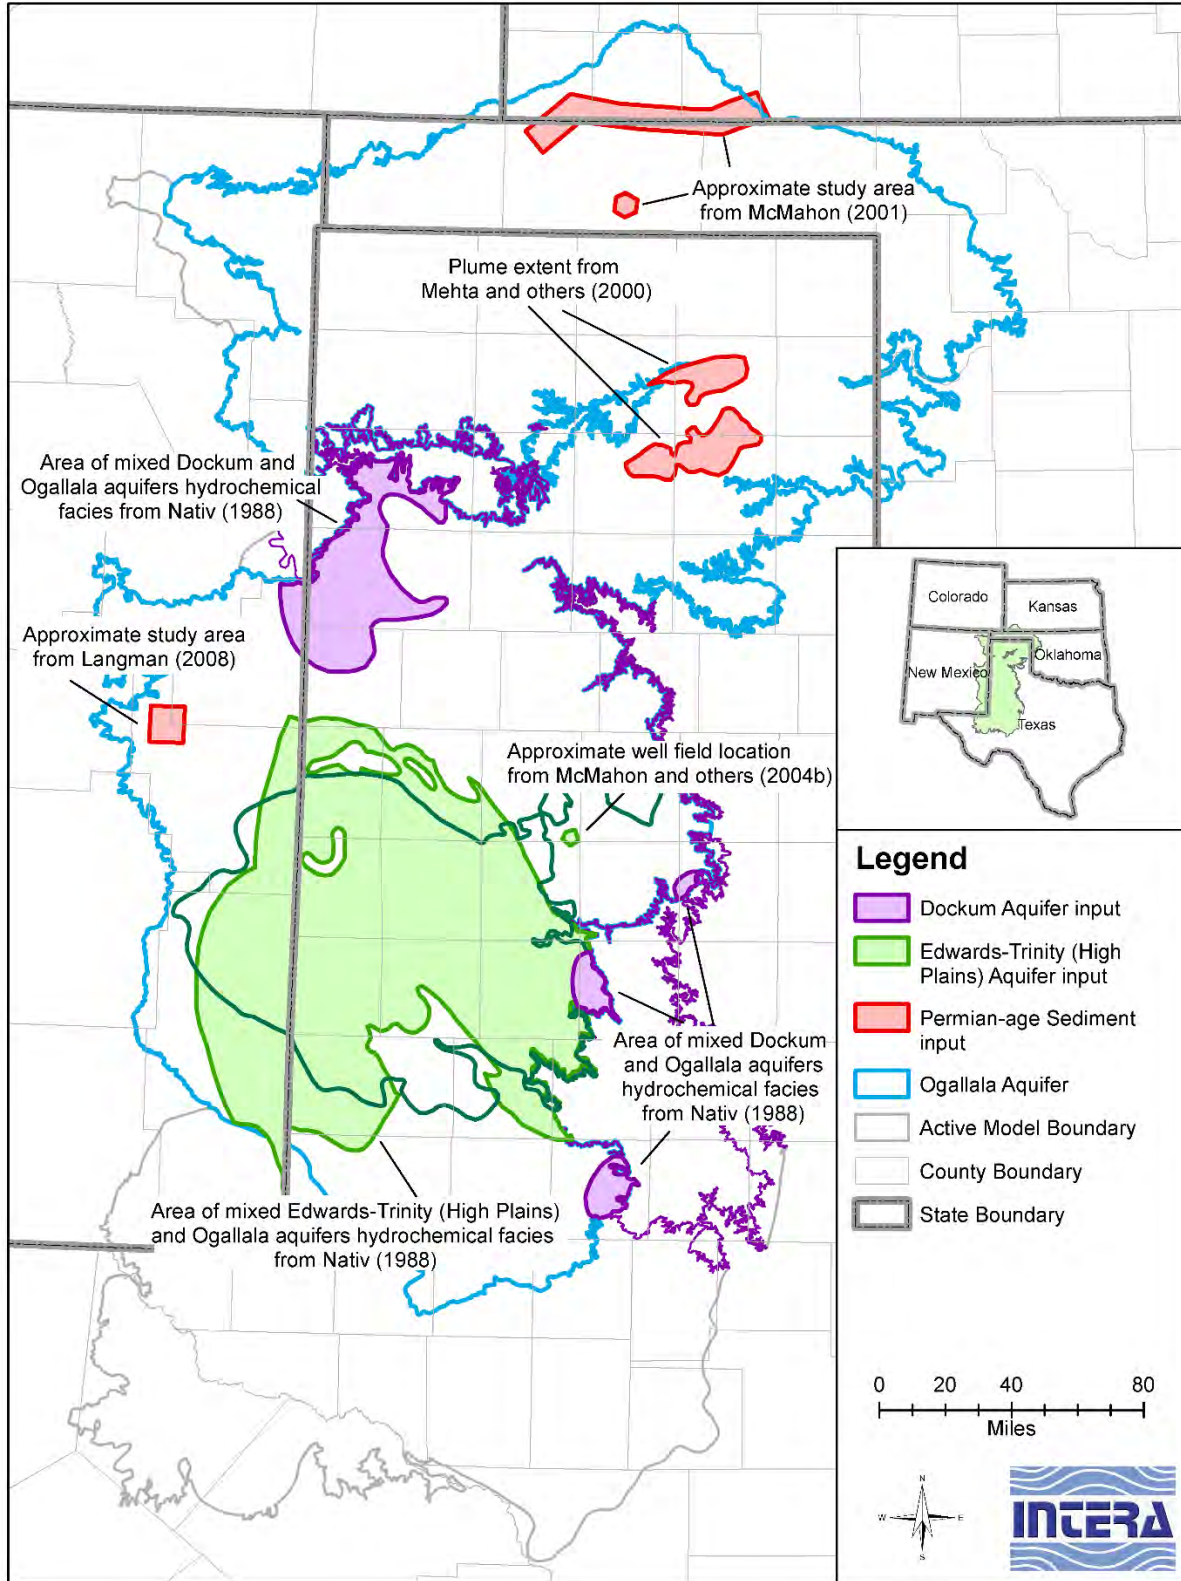 Approximate study area
from McMahon (2001)
Plume extent from
Mehta and others (2000)
Area of mixed Dockum and
Ogallala aquifers hydrochemical
facies from Nativ (1988)
Approximate study area
from Langman (2008)
Approximate well field location
from McMahon and others (2004b)
Area of mixed Dockum
and Ogallala aquifers
hydrochemical facies
from Nativ (1988)
Area of mixed Edwards-Trinity (High Plains)
and Ogallala aquifers hydrochemical facies
from Nativ (1988)
Colorado
Kansas
New Mexico
Oklahoma
Texas
Legend
Dockum Aquifer input
Edwards-Trinity (High
Plains) Aquifer input
Permian-age Sediment
input
Ogallala Aquifer
Active Model Boundary
County Boundary
State Boundary
0 20 40 80
Miles
N
W E
S
INTERA